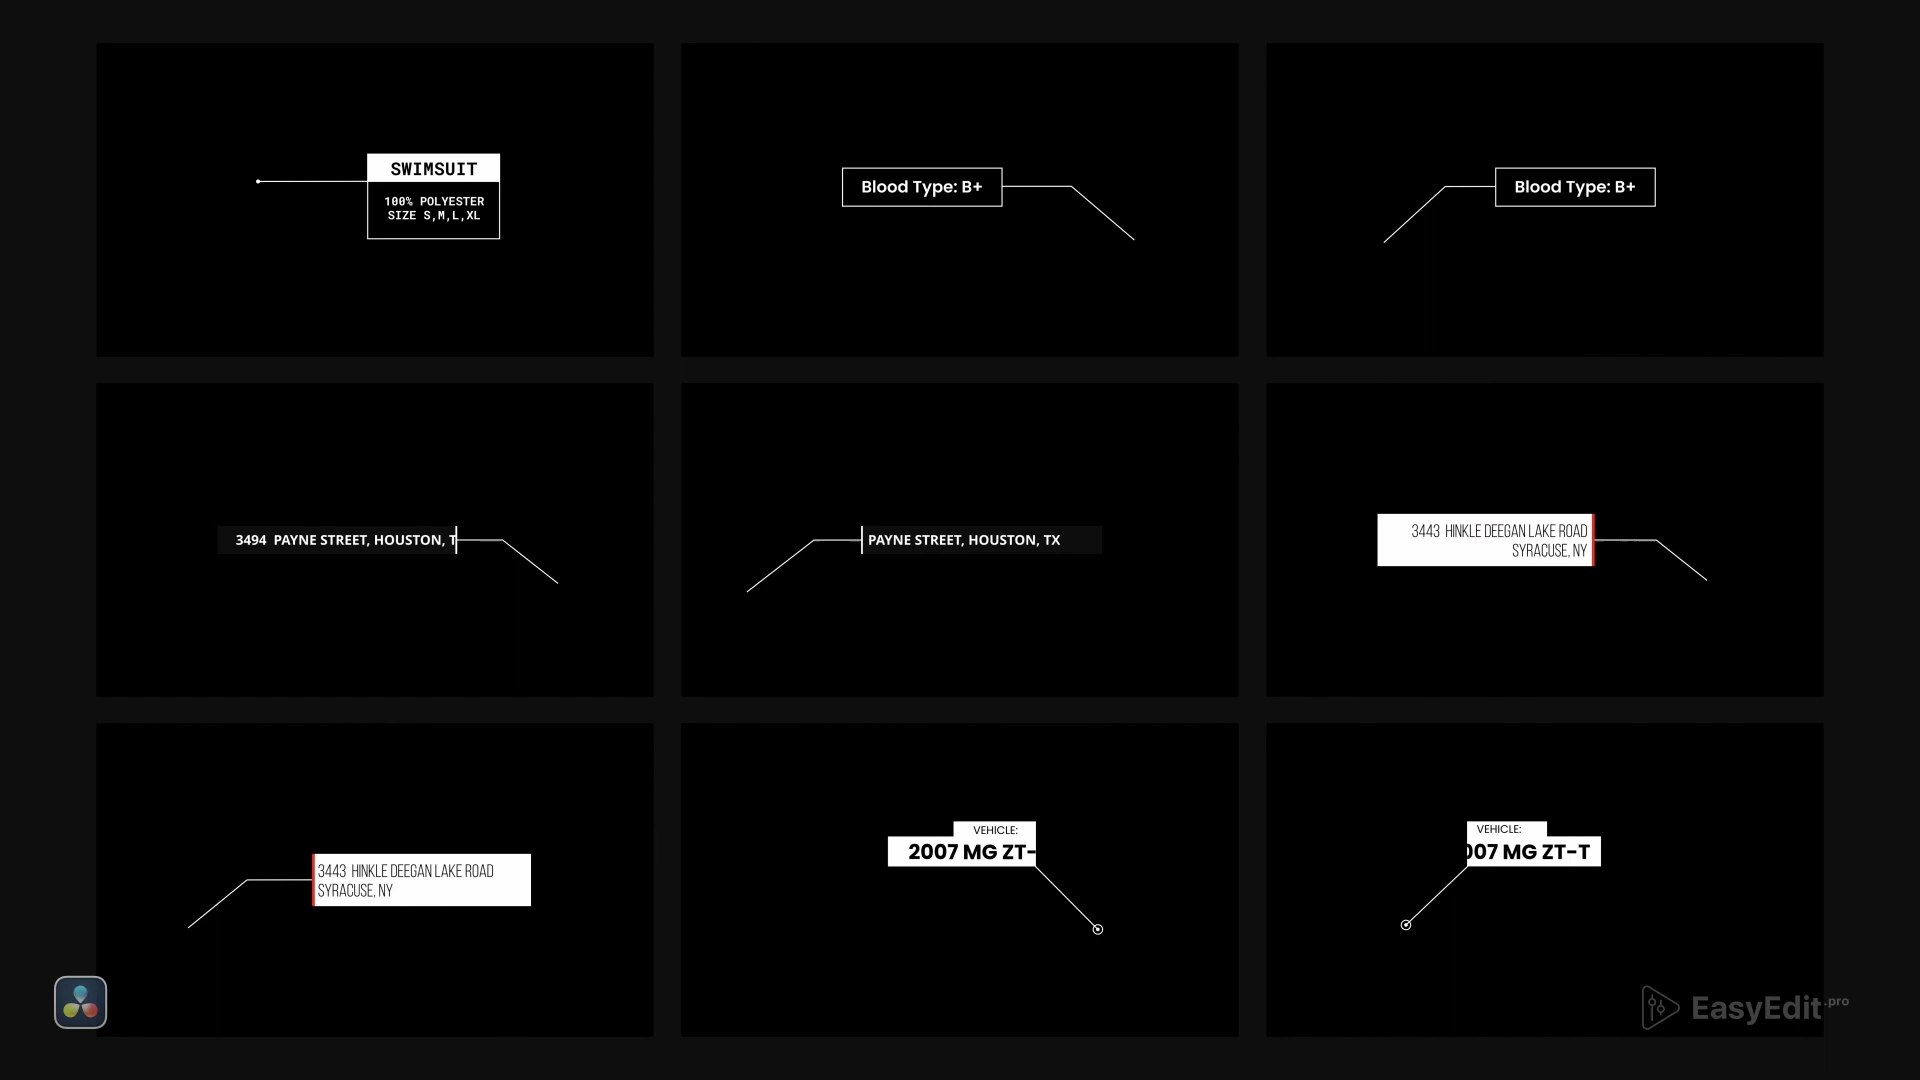 SWIMSUIT
100% POLYESTER
SIZE S,M,L,XL
Blood Type: B+
Blood Type: B+
3494 PAYNE STREET, HOUSTON, T
PAYNE STREET, HOUSTON, TX
3443 HINKLE DEEGAN LAKE ROAD
SYRACUSE, NY
3443 HINKLE DEEGAN LAKE ROAD
SYRACUSE, NY
VEHICLE:
2007 MG ZT-
VEHICLE:
007 MG ZT-T
EasyEdit.pro